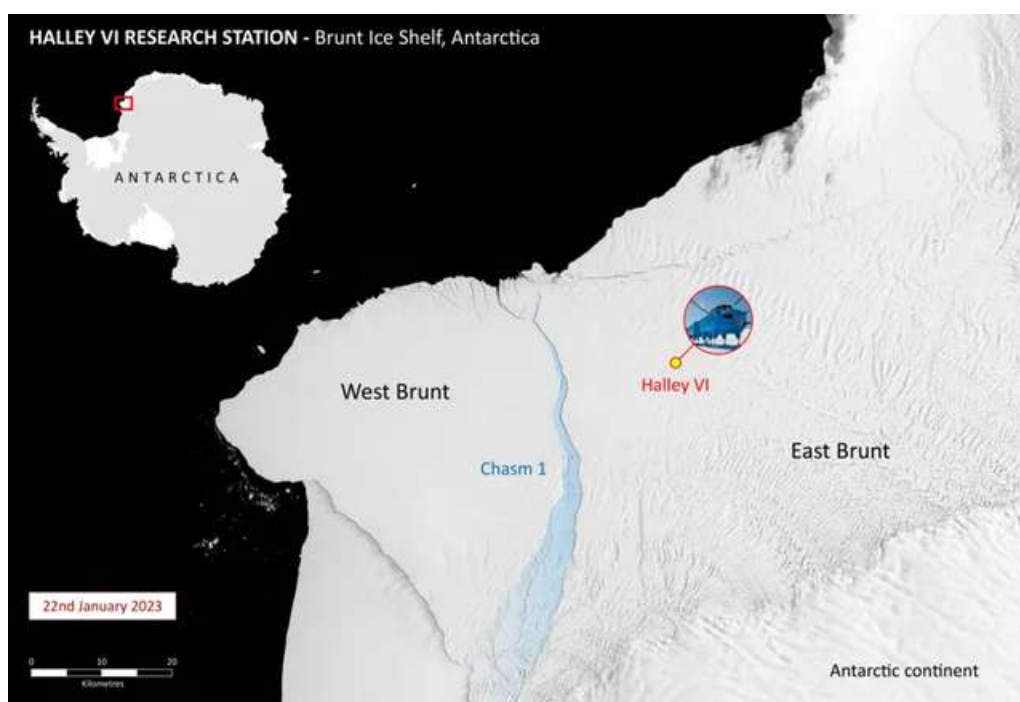 HALLEY VI RESEARCH STATION - Brunt Ice Shelf, Antarctica
ANTARCTICA
West Brunt
Halley VI
East Brunt
Chasm 1
22nd January 2023
0 10 20
Kilometres
Antarctic continent